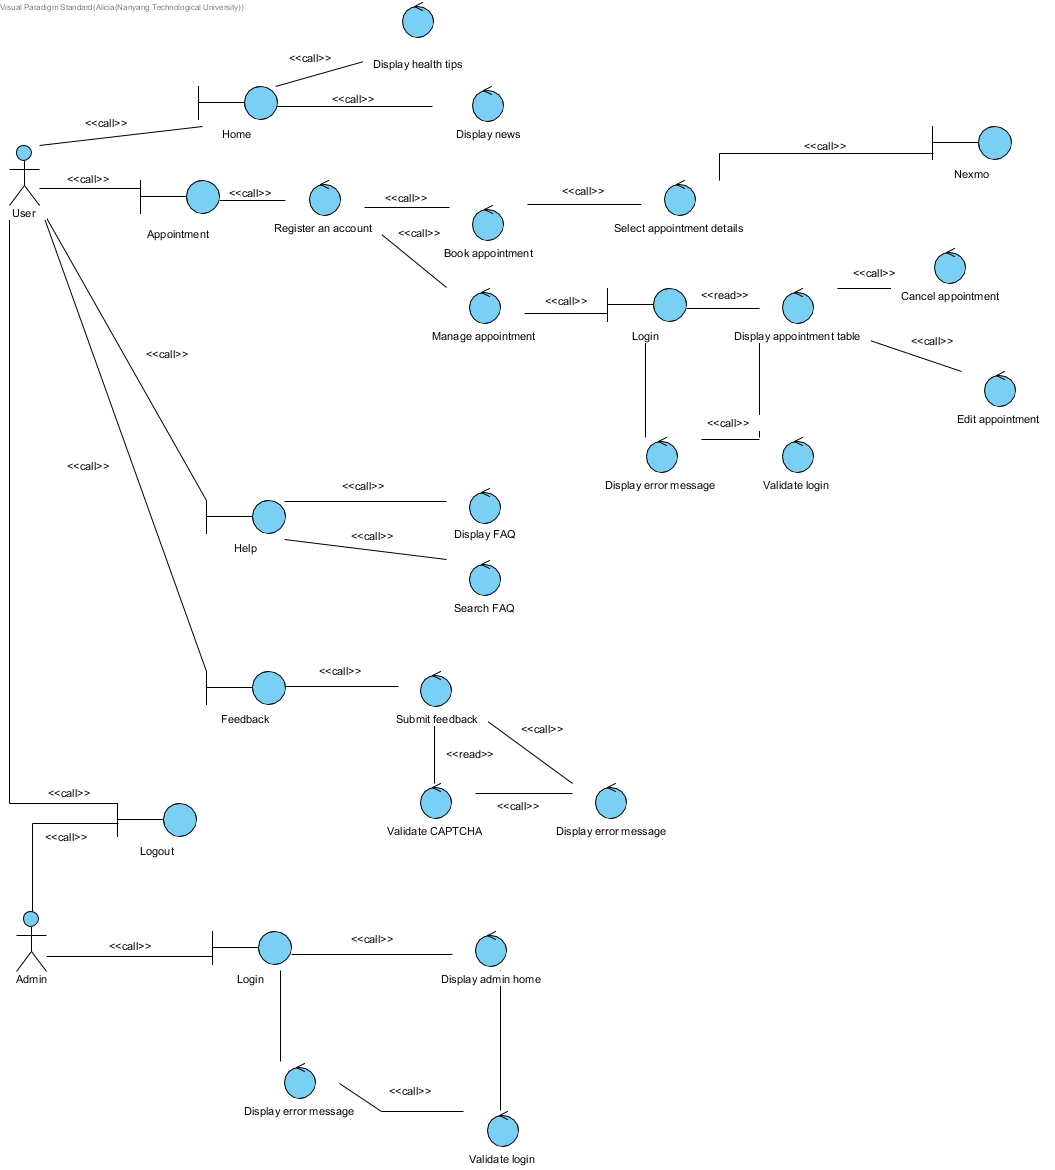 Visual Paradigm Standard(Alicia(Nanyang Technological University))
<<call>>
Display health tips
<<call>>
Home
Display news
<<call>>
<<call>>
Nexmo
User
<<call>>
Appointment
<<call>>
Register an account
<<call>>
Book appointment
<<call>>
Select appointment details
<<call>>
Manage appointment
<<call>>
Login
<<read>>
Display appointment table
<<call>>
Cancel appointment
<<call>>
Edit appointment
<<call>>
Display error message
Validate login
<<call>>
<<call>>
Help
<<call>>
Display FAQ
<<call>>
Search FAQ
Feedback
<<call>>
Submit feedback
<<call>>
<<read>>
Validate CAPTCHA
<<call>>
Display error message
<<call>>
<<call>>
Logout
Admin
<<call>>
Login
<<call>>
Display admin home
Display error message
<<call>>
Validate login